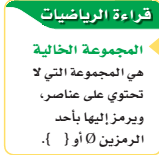 قراءة الرياضيات
المجموعة الخالية
هي المجموعة التي لا
تحتوي على عناصر،
ويرمز إليها بأحد
الرمزين Ø أو { }.